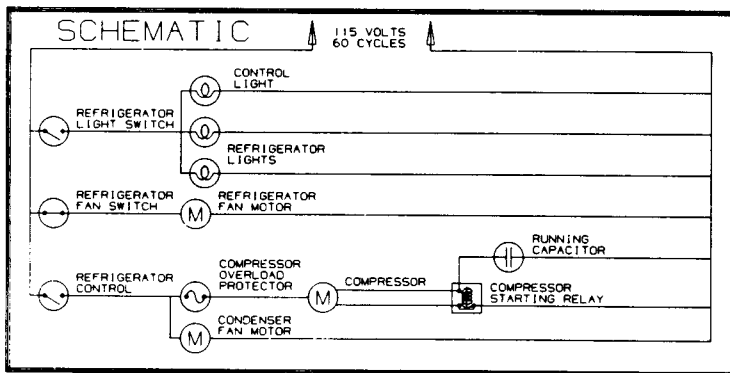 SCHEMATIC
115 VOLTS
60 CYCLES
CONTROL
LIGHT
REFRIGERATOR
LIGHT SWITCH
REFRIGERATOR
LIGHTS
REFRIGERATOR
FAN SWITCH
M
REFRIGERATOR
FAN MOTOR
RUNNING
CAPACITOR
REFRIGERATOR
CONTROL
COMPRESSOR
OVERLOAD
PROTECTOR
M
COMPRESSOR
COMPRESSOR
STARTING RELAY
M
CONDENSER
FAN MOTOR